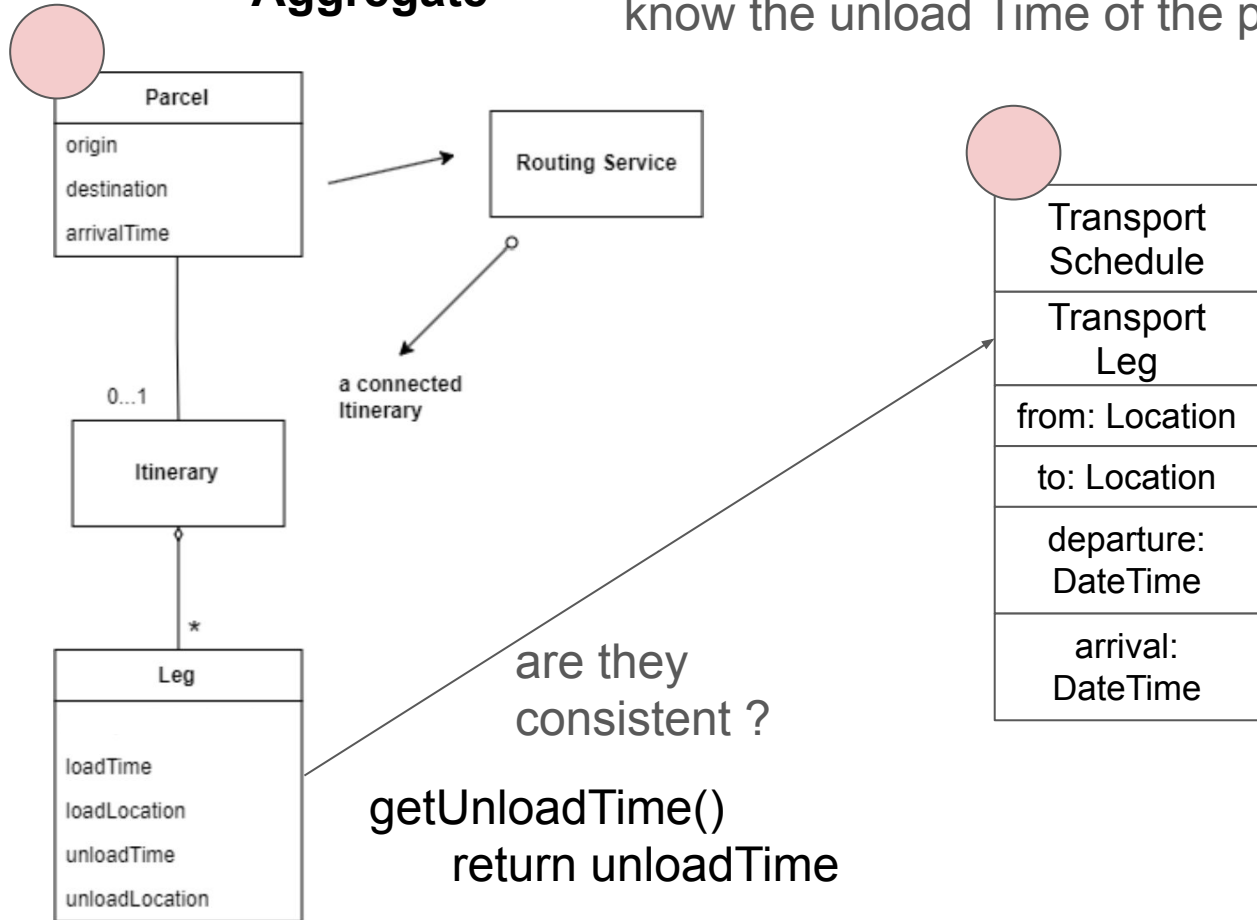 Aggregate
know the unload Time of the p
Parcel
origin
destination
arrivalTime
Routing Service
a connected
Itinerary
0...1
Itinerary
*
Leg
loadTime
loadLocation
unloadTime
unloadLocation
are they
consistent ?
getUnloadTime()
return unloadTime
Transport
Schedule
Transport
Leg
from: Location
to: Location
departure:
DateTime
arrival:
DateTime